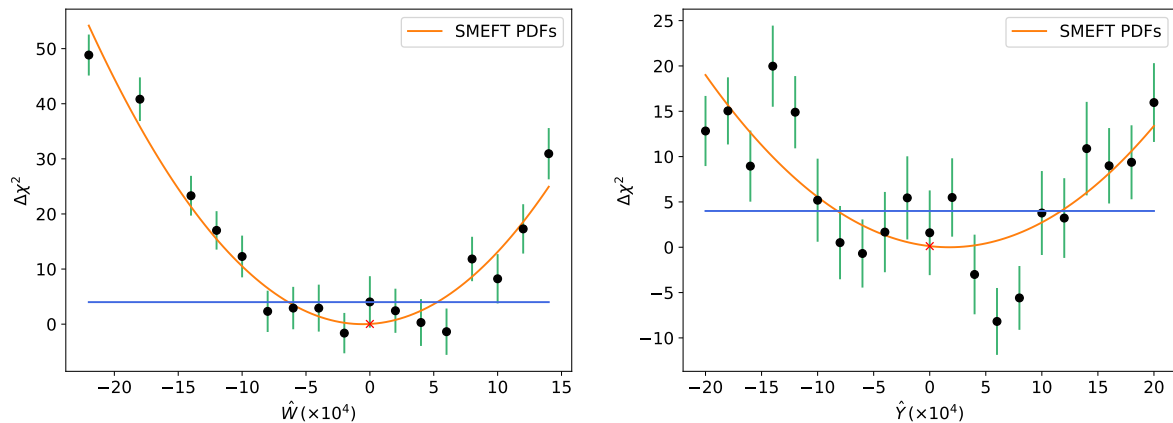 SMEFT PDFs
50
40
30
20
10
0
Δχ²
−20 −15 −10 −5 0 5 10 15
Ŵ (×10⁴)
SMEFT PDFs
25
20
15
10
5
0
−5
−10
Δχ²
−20 −15 −10 −5 0 5 10 15 20
Ŷ (×10⁴)